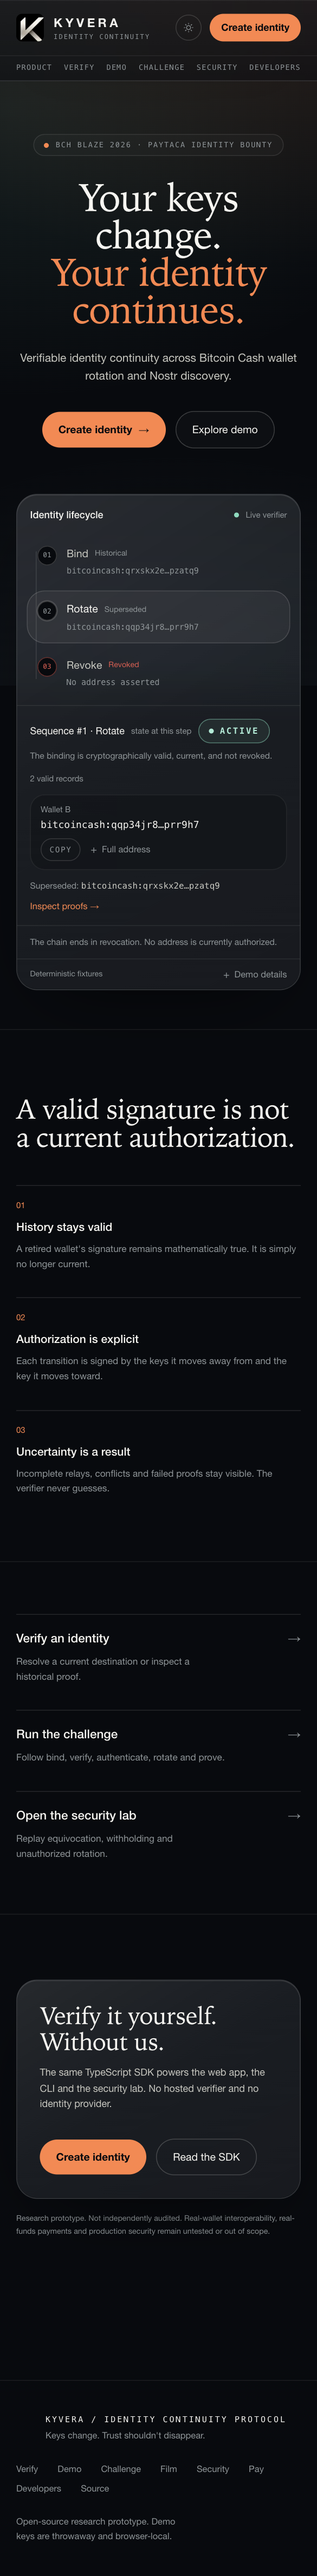 KYVERA
IDENTITY CONTINUITY
Create identity
PRODUCT VERIFY DEMO CHALLENGE SECURITY DEVELOPERS
BCH BLAZE 2026 · PAYTACA IDENTITY BOUNTY
Your keys
change.
Your identity
continues.
Verifiable identity continuity across Bitcoin Cash wallet
rotation and Nostr discovery.
Create identity →
Explore demo
Identity lifecycle
Live verifier
01 Bind Historical
bitcoincash:qrxskx2e…pzatq9
02 Rotate Superseded
bitcoincash:qqp34jr8…prr9h7
03 Revoke Revoked
No address asserted
Sequence #1 · Rotate state at this step ACTIVE
The binding is cryptographically valid, current, and not revoked.
2 valid records
Wallet B
bitcoincash:qqp34jr8…prr9h7
COPY + Full address
Superseded: bitcoincash:qrxskx2e…pzatq9
Inspect proofs →
The chain ends in revocation. No address is currently authorized.
Deterministic fixtures
+ Demo details
A valid signature is not
a current authorization.
01
History stays valid
A retired wallet's signature remains mathematically true. It is simply
no longer current.
02
Authorization is explicit
Each transition is signed by the keys it moves away from and the
key it moves toward.
03
Uncertainty is a result
Incomplete relays, conflicts and failed proofs stay visible. The
verifier never guesses.
Verify an identity →
Resolve a current destination or inspect a
historical proof.
Run the challenge →
Follow bind, verify, authenticate, rotate and prove.
Open the security lab →
Replay equivocation, withholding and
unauthorized rotation.
Verify it yourself.
Without us.
The same TypeScript SDK powers the web app, the
CLI and the security lab. No hosted verifier and no
identity provider.
Create identity
Read the SDK
Research prototype. Not independently audited. Real-wallet interoperability, real-
funds payments and production security remain untested or out of scope.
KYVERA / IDENTITY CONTINUITY PROTOCOL
Keys change. Trust shouldn't disappear.
Verify Demo Challenge Film Security Pay
Developers Source
Open-source research prototype. Demo
keys are throwaway and browser-local.